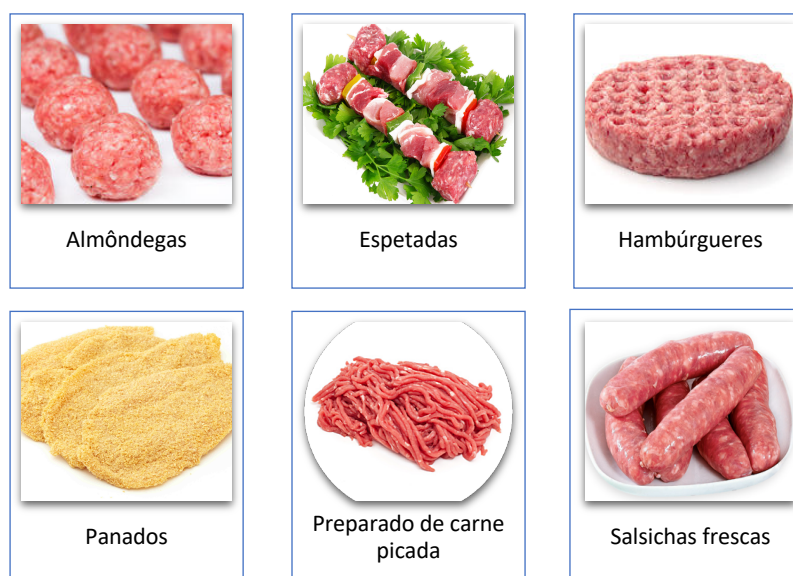 Almôndegas
Espetadas
Hambúrgueres
Panados
Preparado de carne
picada
Salsichas frescas